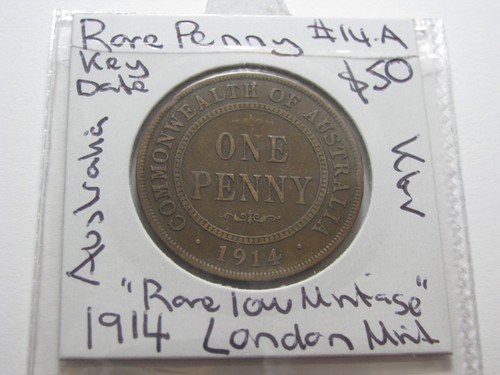 Rare Penny #14.A
Key
Date
$50
Australia
COMMONWEALTH OF AUSTRALIA
ONE
PENNY
1914
"Rare low Mintage"
1914 London Mint